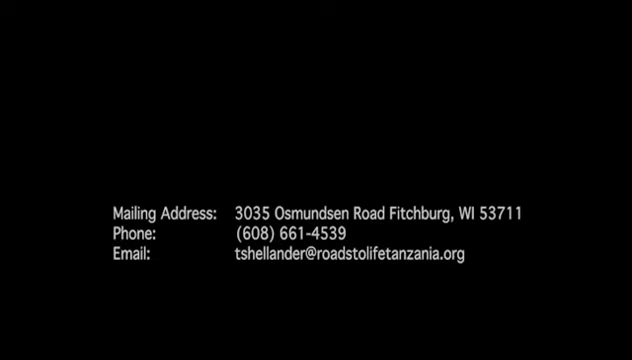 Mailing Address: 3035 Osmundsen Road Fitchburg, WI 53711
Phone: (608) 661-4539
Email: tshellander@roadstolifetanzania.org